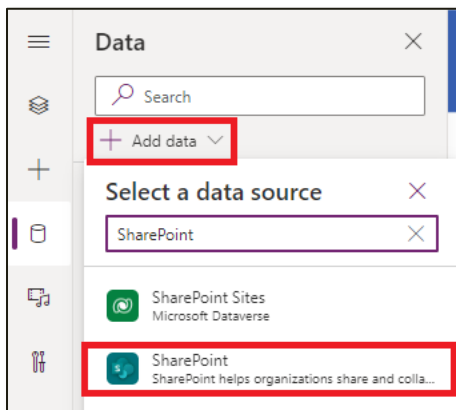 Data
Search
Add data
Select a data source
SharePoint
SharePoint Sites
Microsoft Dataverse
SharePoint
SharePoint helps organizations share and colla...